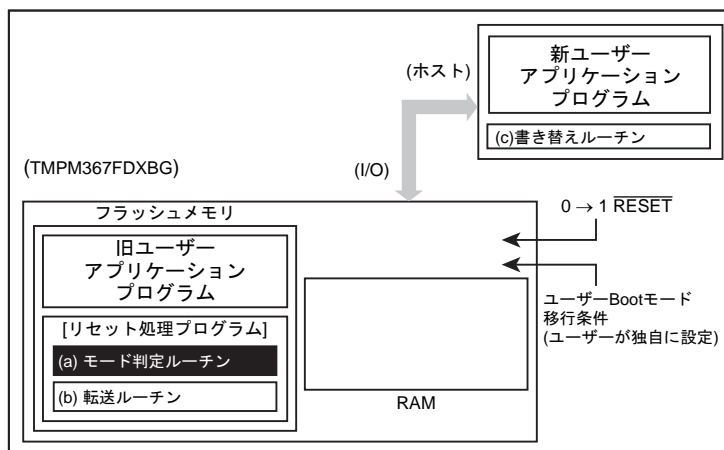 新ユーザー
アプリケーション
プログラム
(ホスト)
(c)書き替えルーチン
(TMPM367FDXBG)
(I/O)
フラッシュメモリ
0 → 1 RESET
旧ユーザー
アプリケーション
プログラム
ユーザーBootモード
移行条件
(ユーザーが独自に設定)
[リセット処理プログラム]
(a) モード判定ルーチン
(b) 転送ルーチン
RAM